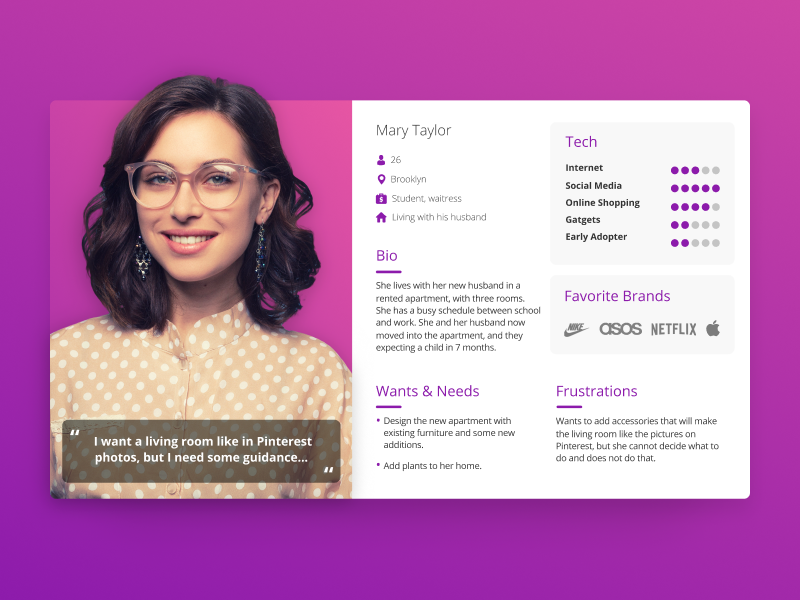 Mary Taylor
26
Brooklyn
Student, waitress
Living with his husband
Bio
She lives with her new husband in a
rented apartment, with three rooms.
She has a busy schedule between school
and work. She and her husband now
moved into the apartment, and they
expecting a child in 7 months.
Tech
Internet
Social Media
Online Shopping
Gatgets
Early Adopter
Favorite Brands
NIKE
asos
NETFLIX
Wants & Needs
• Design the new apartment with
existing furniture and some new
additions.
• Add plants to her home.
Frustrations
Wants to add accessories that will make
the living room like the pictures on
Pinterest, but she cannot decide what to
do and does not do that.
“
I want a living room like in Pinterest
photos, but I need some guidance...
”